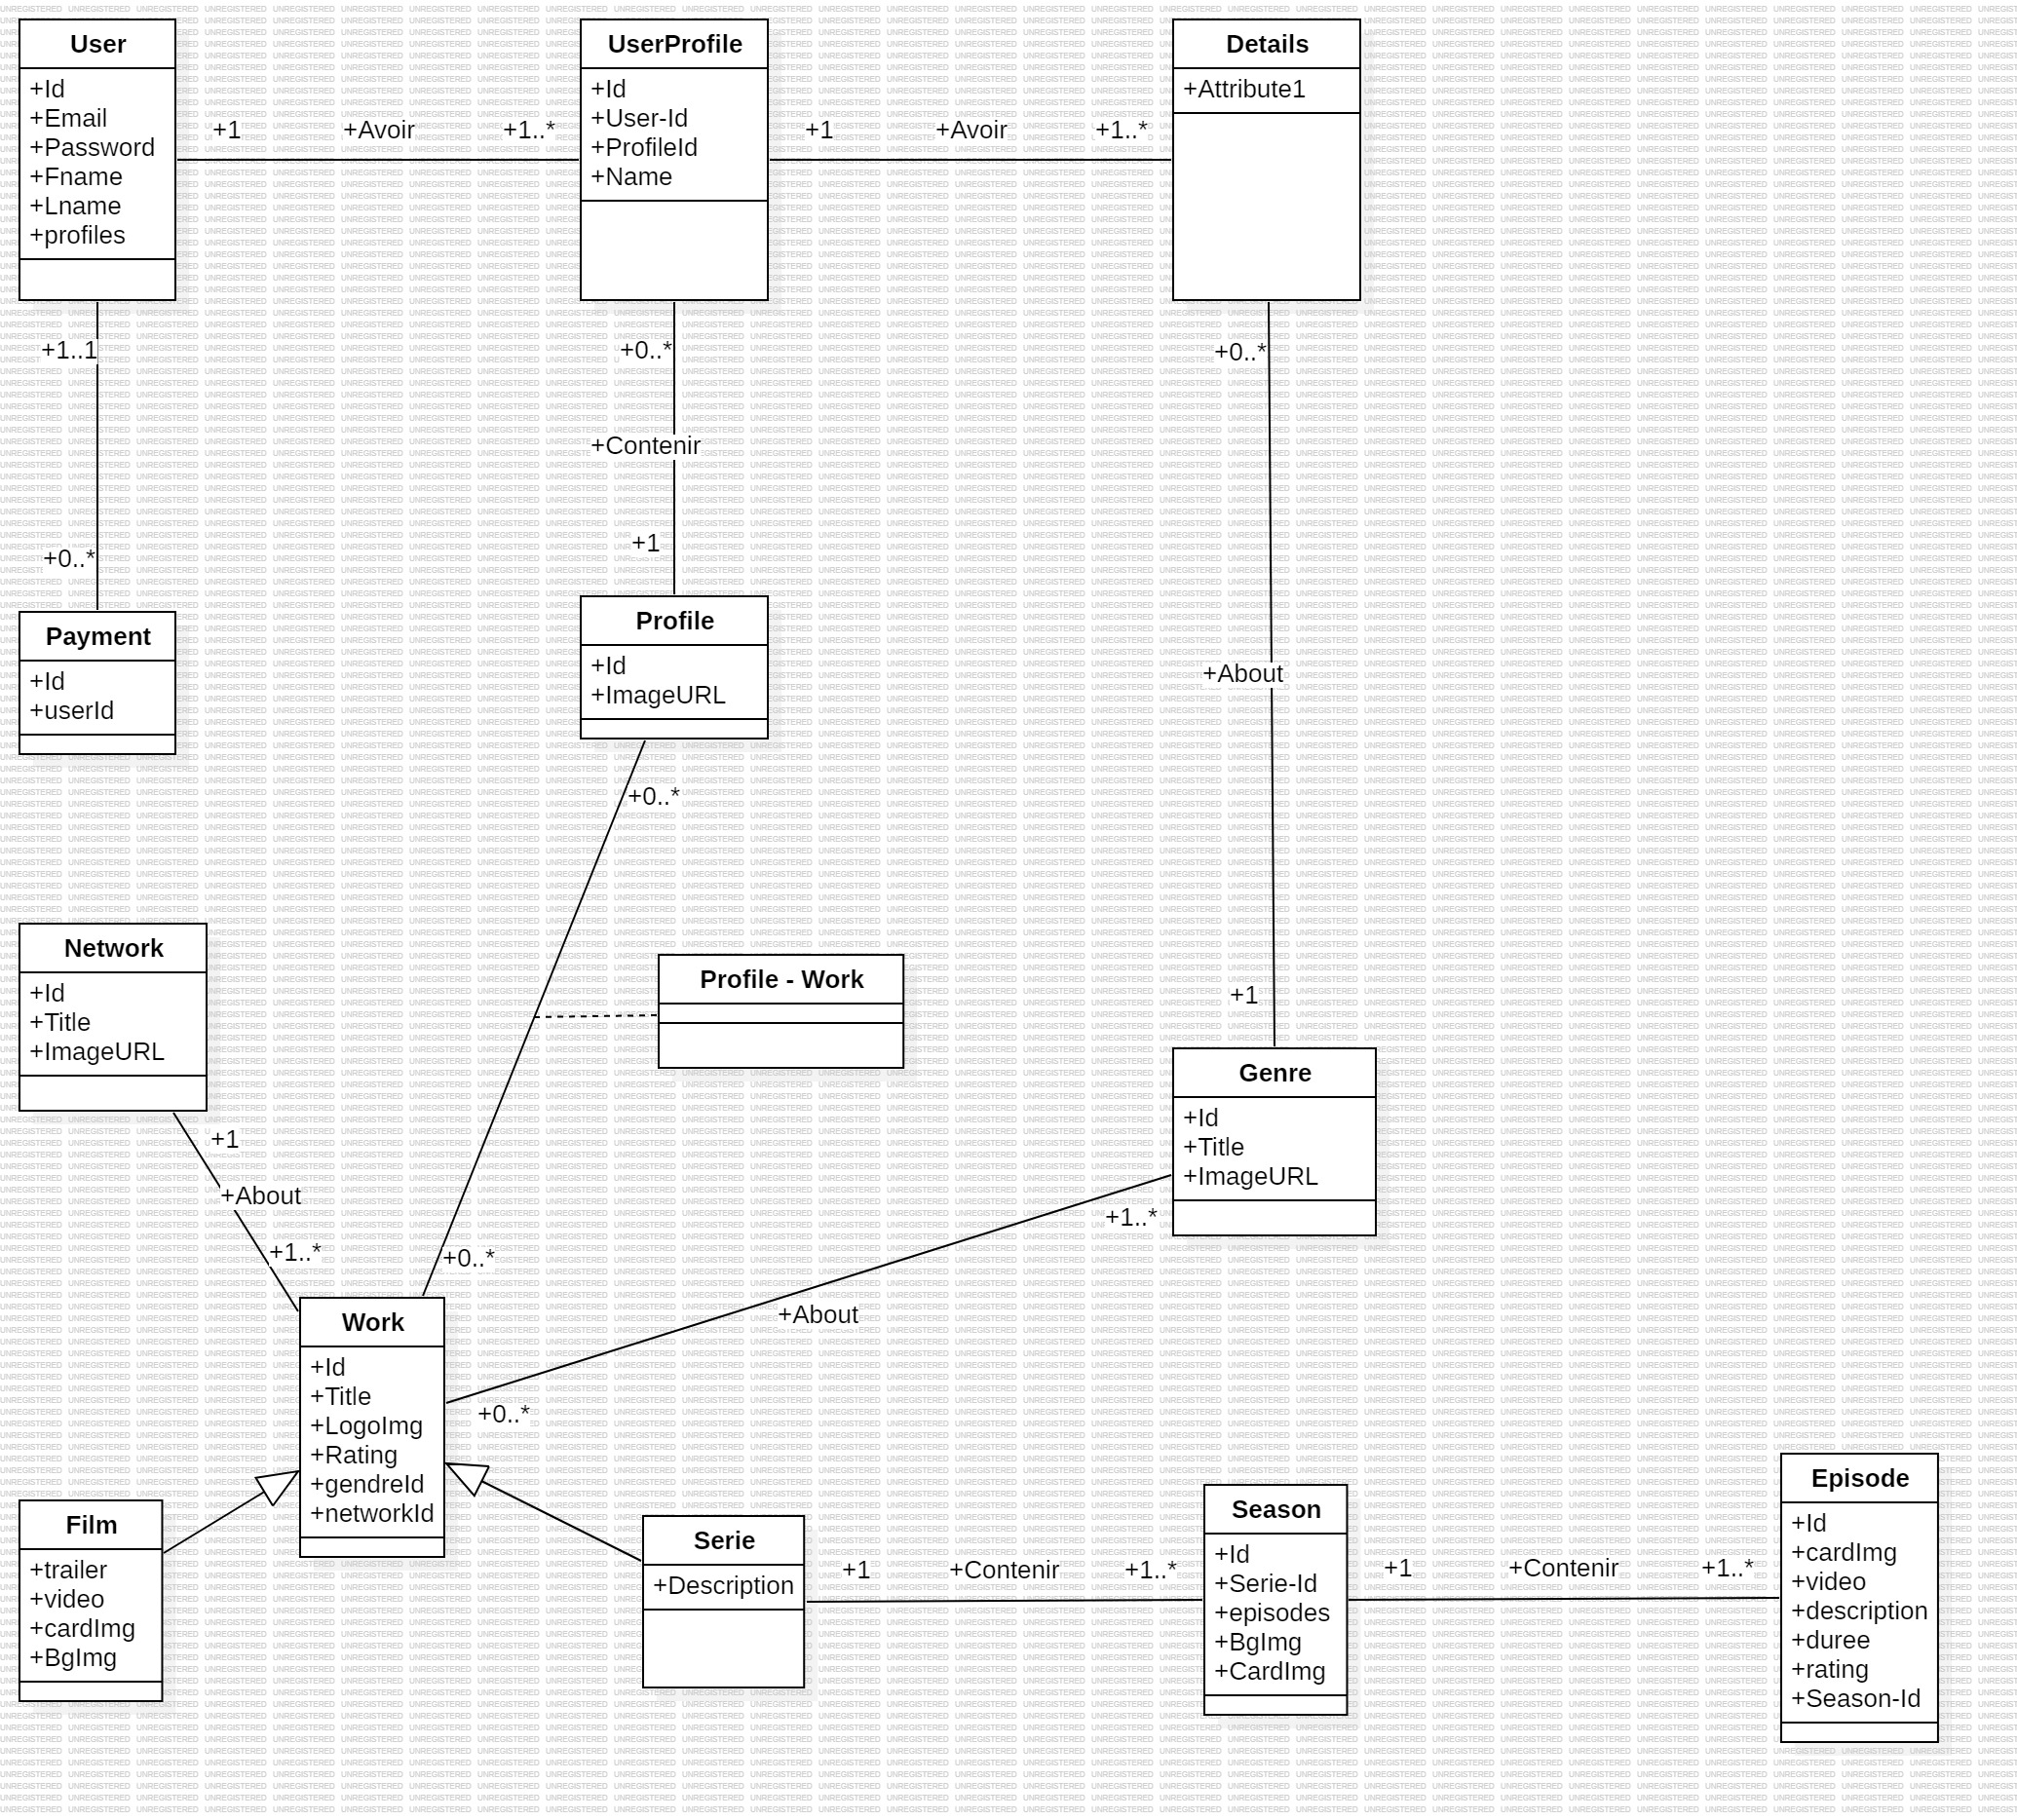 User
+Id
+Email
+Password
+Fname
+Lname
+profiles
+1
+Avoir
+1..*
UserProfile
+Id
+User-Id
+ProfileId
+Name
+1
+Avoir
+1..*
Details
+Attribute1
+1..1
+0..*
Payment
+Id
+userId
+0..*
+Contenir
+1
Profile
+Id
+ImageURL
+0..*
+About
+1
+0..*
Network
+Id
+Title
+ImageURL
Profile - Work
Genre
+Id
+Title
+ImageURL
+1
+About
+1..*
+0..*
+1..*
+About
+0..*
Work
+Id
+Title
+LogoImg
+Rating
+gendreId
+networkId
Film
+trailer
+video
+cardImg
+BgImg
Serie
+Description
+1
+Contenir
+1..*
Season
+Id
+Serie-Id
+episodes
+BgImg
+CardImg
+1
+Contenir
+1..*
Episode
+Id
+cardImg
+video
+description
+duree
+rating
+Season-Id
UNREGISTERED